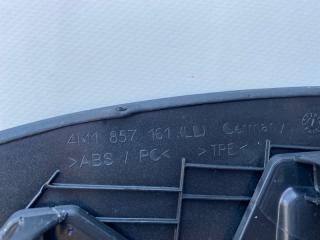 4M1 857 161 (LL) Germany
>ABS / PC< >TPE<